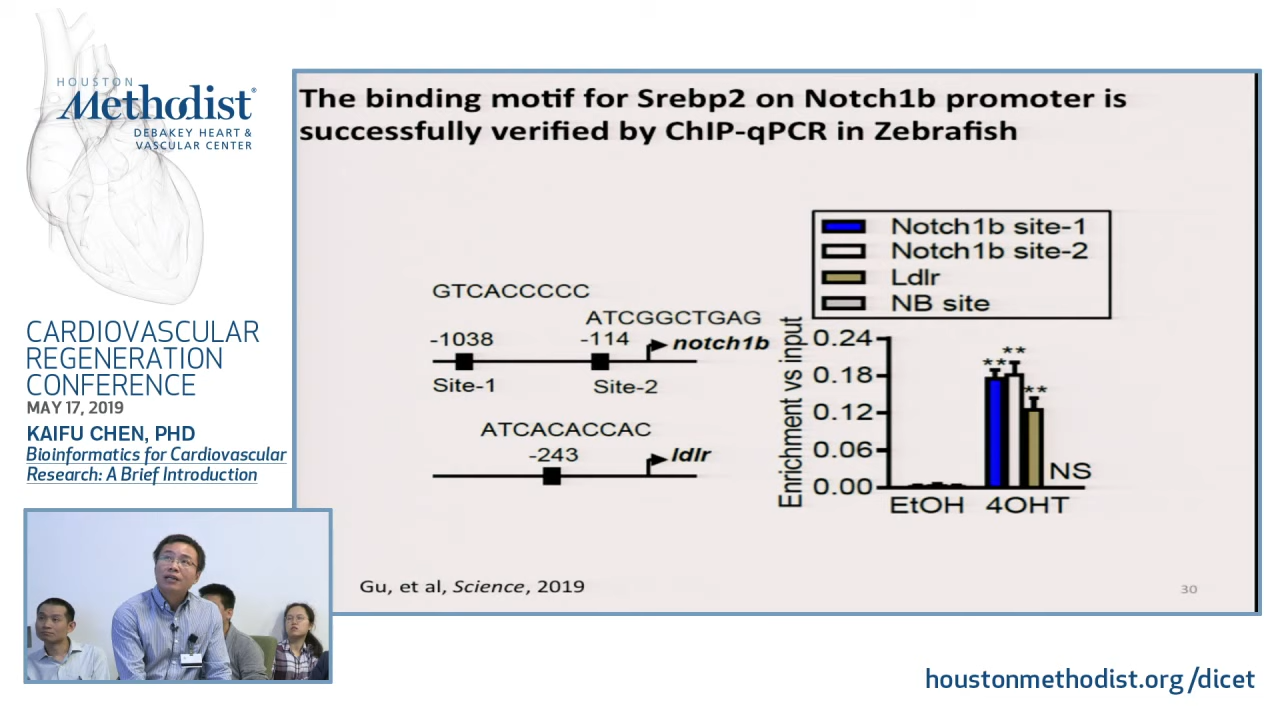 HOUSTON
Methodist®
DEBAKEY HEART &
VASCULAR CENTER
CARDIOVASCULAR
REGENERATION
CONFERENCE
MAY 17, 2019
KAIFU CHEN, PHD
Bioinformatics for Cardiovascular
Research: A Brief Introduction
The binding motif for Srebp2 on Notch1b promoter is
successfully verified by ChIP-qPCR in Zebrafish
GTCACCCCC
ATCGGCTGAG
-1038
-114
notch1b
Site-1
Site-2
ATCACACCAC
-243
ldlr
Notch1b site-1
Notch1b site-2
Ldlr
NB site
Enrichment vs input
0.24
0.18
0.12
0.06
0.00
**
**
**
NS
EtOH 4OHT
Gu, et al, Science, 2019
30
houstonmethodist.org/dicet